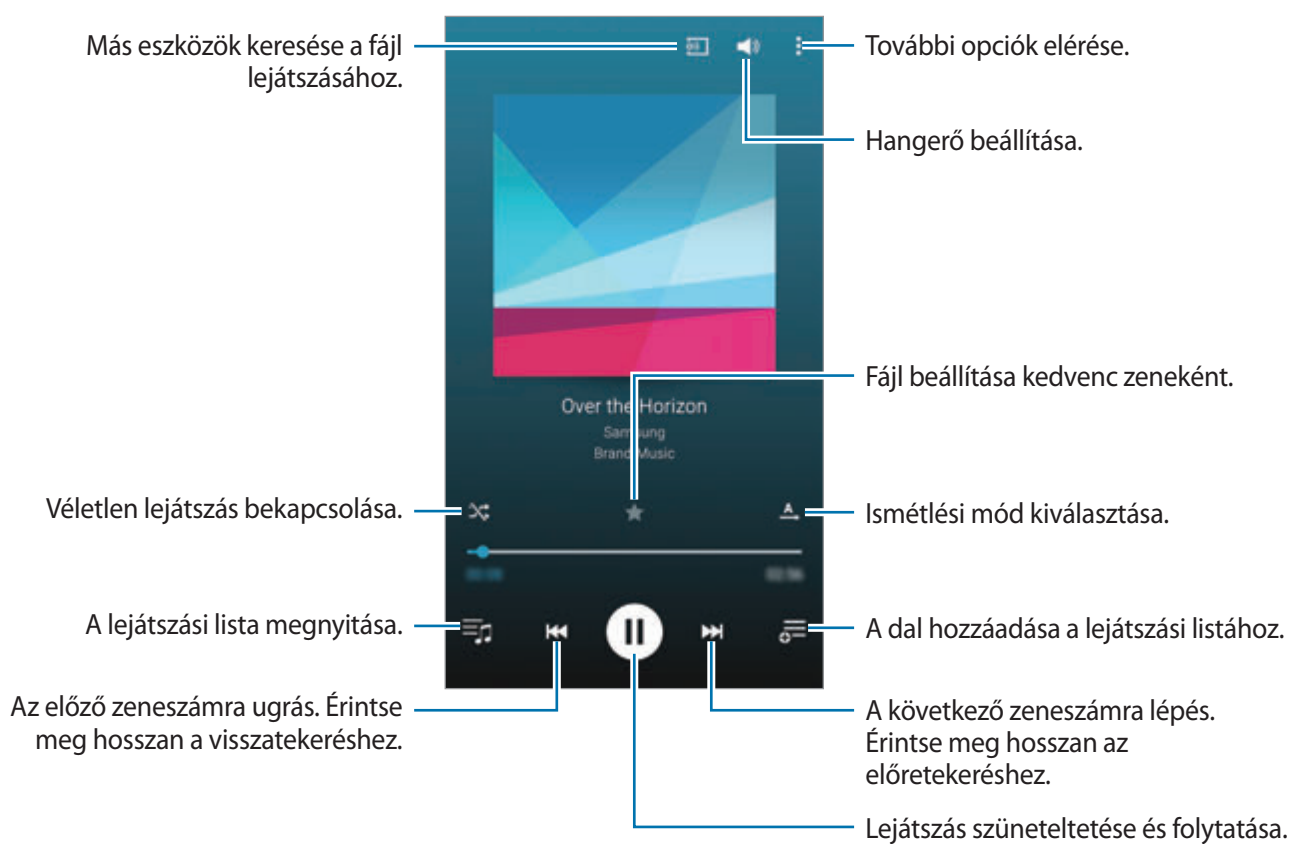 Más eszközök keresése a fájl
lejátszásához.
További opciók elérése.
Hangerő beállítása.
Fájl beállítása kedvenc zeneként.
Over the Horizon
Samsung
Brand Music
Véletlen lejátszás bekapcsolása.
A
Ismétlési mód kiválasztása.
A lejátszási lista megnyitása.
A dal hozzáadása a lejátszási listához.
Az előző zeneszámra ugrás. Érintse
meg hosszan a visszatekeréshez.
A következő zeneszámra lépés.
Érintse meg hosszan az
előretekeréshez.
Lejátszás szüneteltetése és folytatása.